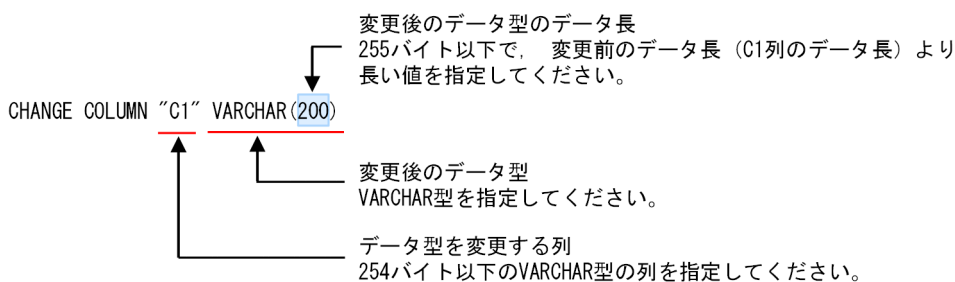 変更後のデータ型のデータ長
255バイト以下で， 変更前のデータ長（C1列のデータ長）より
長い値を指定してください。
CHANGE COLUMN "C1" VARCHAR(200)
変更後のデータ型
VARCHAR型を指定してください。
データ型を変更する列
254バイト以下のVARCHAR型の列を指定してください。